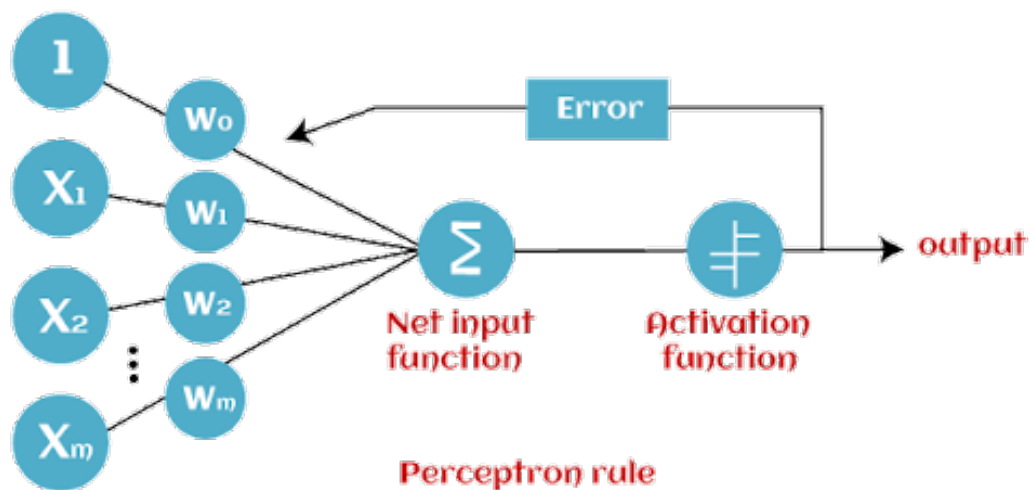 1
W₀
Error
X₁
W₁
Σ
output
X₂
W₂
Net input
function
Activation
function
Wₘ
Xₘ
Perceptron rule